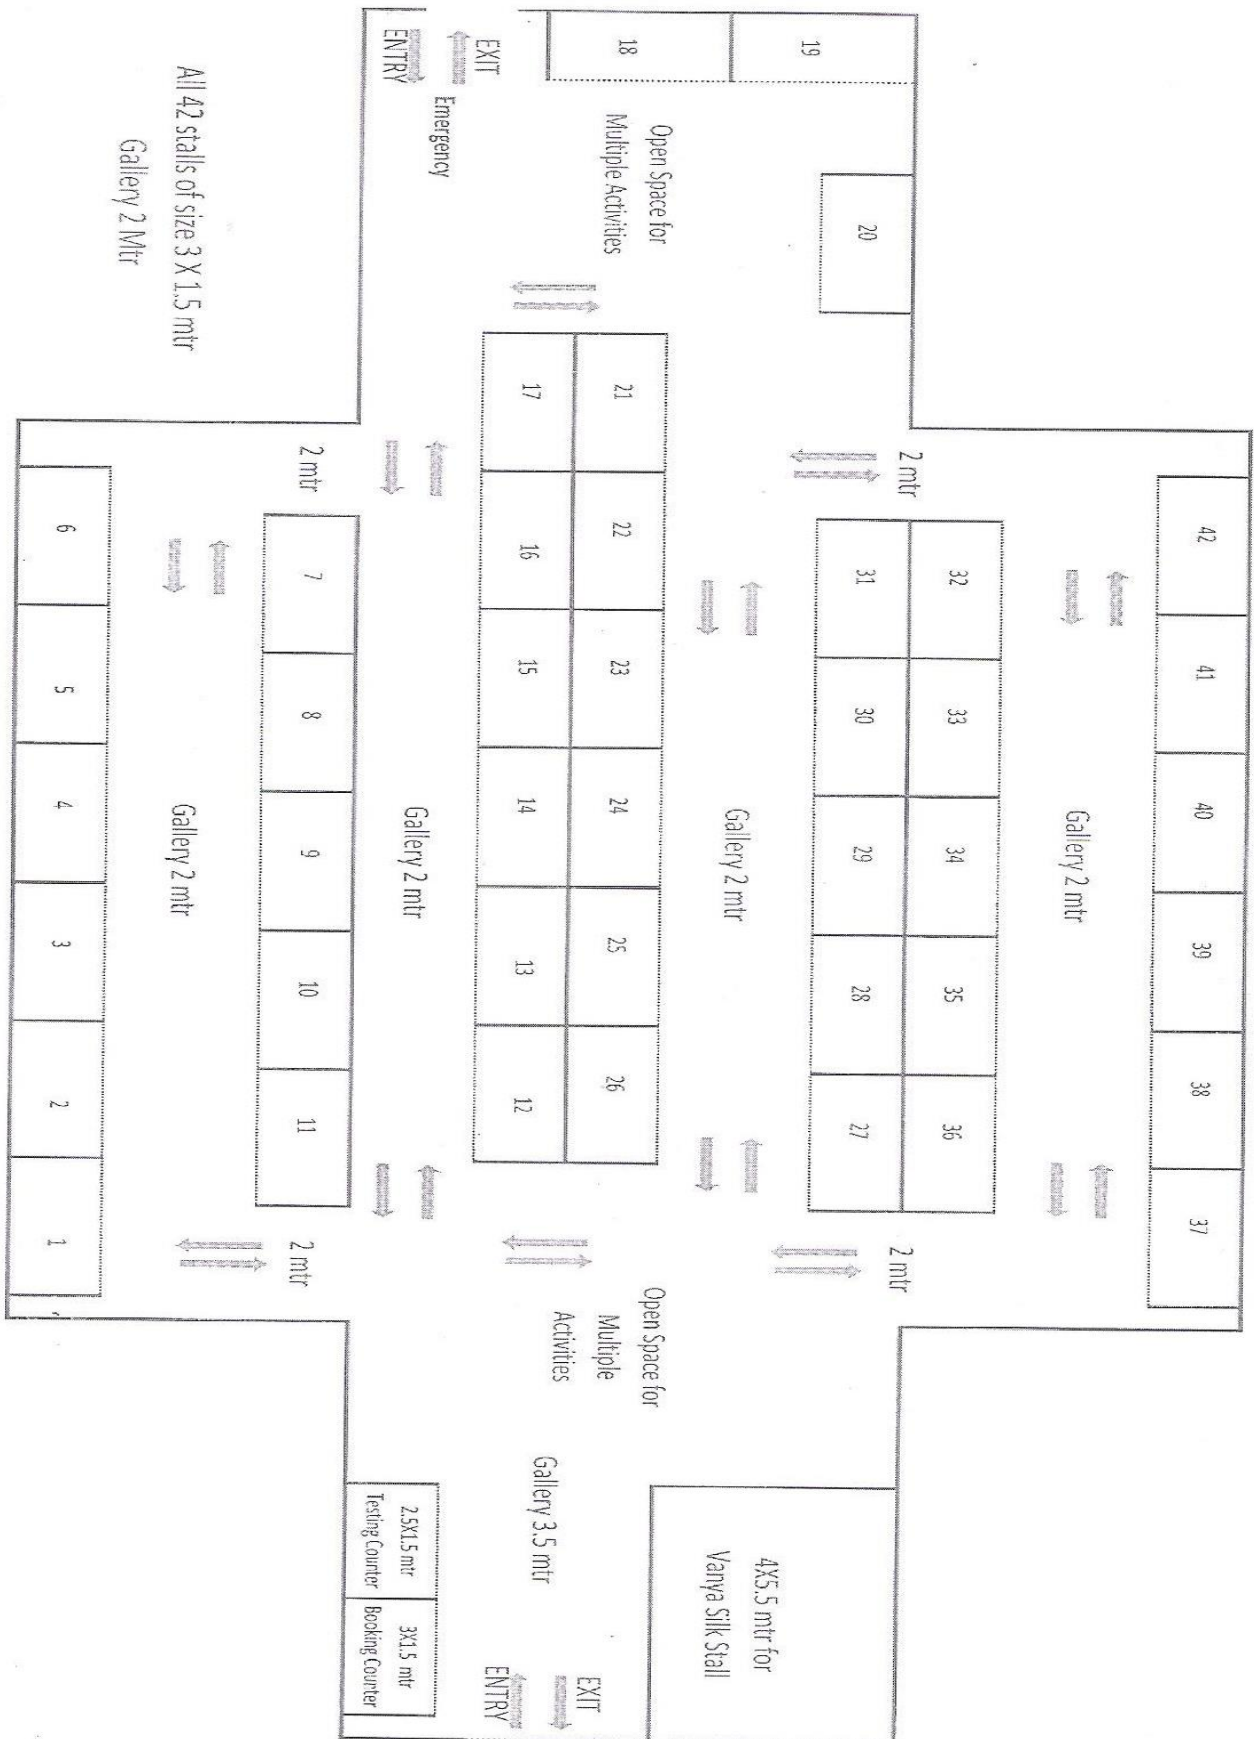 42 41 40 39 38 37
Gallery 2 mtr
32 33 34 35 36
2 mtr 2 mtr
20 31 30 29 28 27
19
4X5.5 mtr for
Vanya Silk Stall
Gallery 2 mtr
Open Space for
Multiple Activities
18
21 22 23 24 25 26
Open Space for
Multiple
Activities
17 16 15 14 13 12
Gallery 3.5 mtr
EXIT
ENTRY
EXIT
ENTRY
Emergency
Gallery 2 mtr
2.5X1.5 mtr
Testing Counter
3X1.5 mtr
Booking Counter
2 mtr 2 mtr
7 8 9 10 11
Gallery 2 mtr
All 42 stalls of size 3 X 1.5 mtr
Gallery 2 Mtr
6 5 4 3 2 1